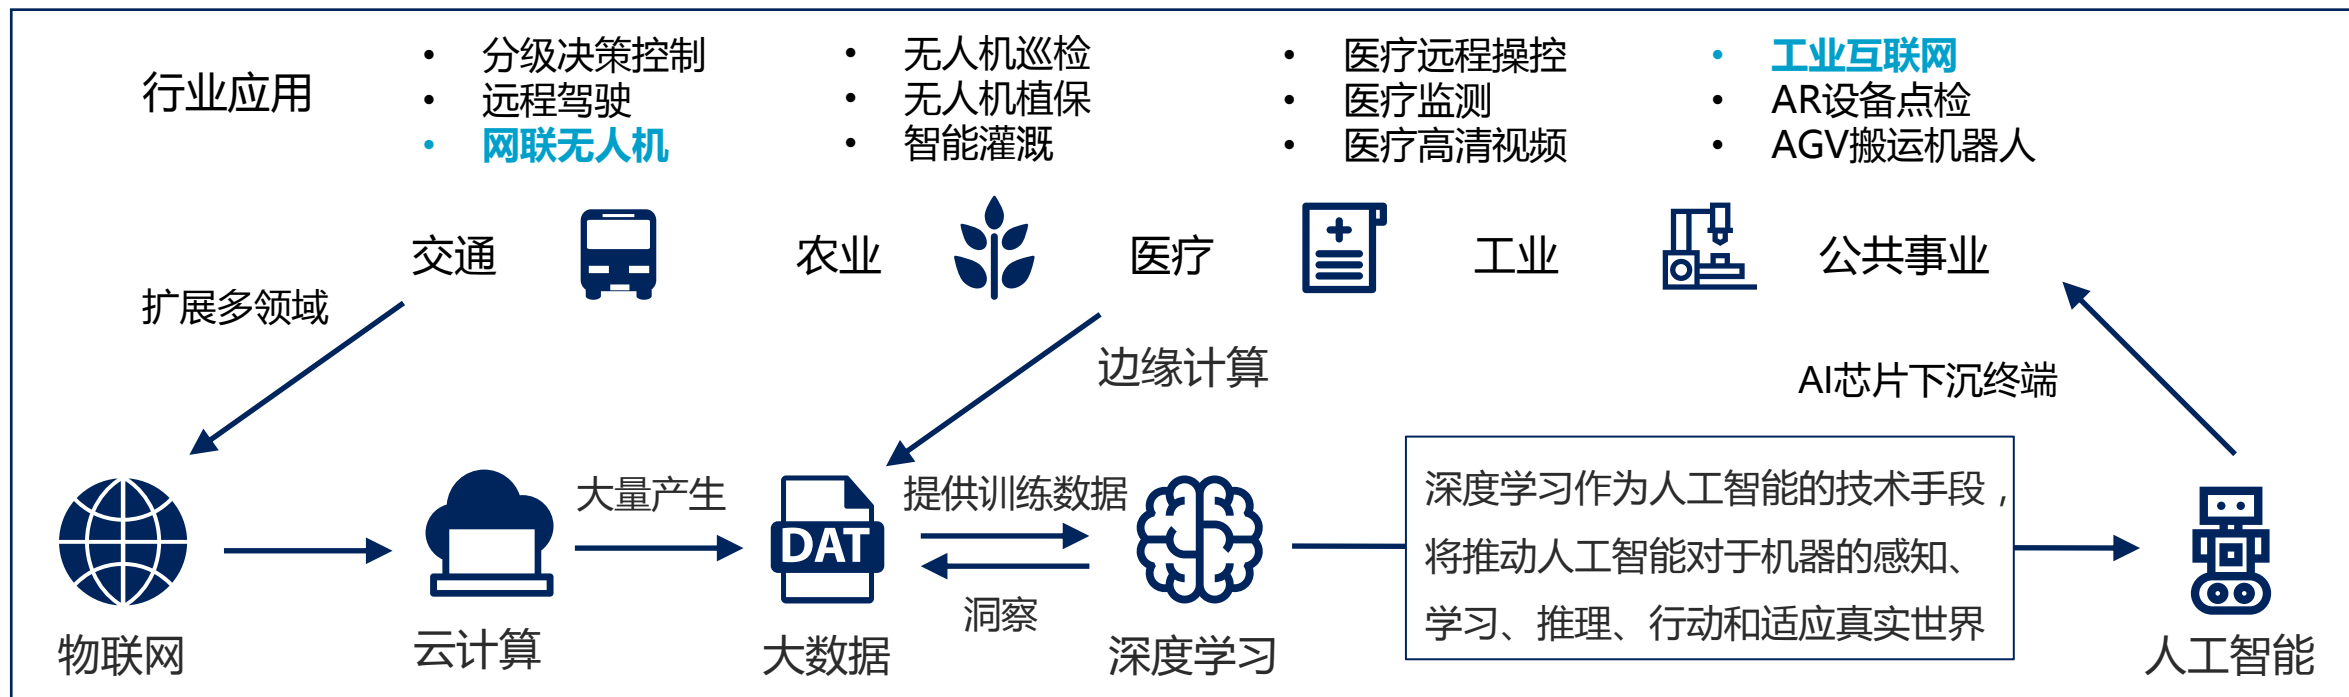 行业应用
• 分级决策控制
• 远程驾驶
• 网联无人机
• 无人机巡检
• 无人机植保
• 智能灌溉
• 医疗远程操控
• 医疗监测
• 医疗高清视频
• 工业互联网
• AR设备点检
• AGV搬运机器人
交通
农业
医疗
工业
公共事业
扩展多领域
边缘计算
AI芯片下沉终端
大量产生
提供训练数据
洞察
DAT
深度学习作为人工智能的技术手段，
将推动人工智能对于机器的感知、
学习、推理、行动和适应真实世界
物联网
云计算
大数据
深度学习
人工智能